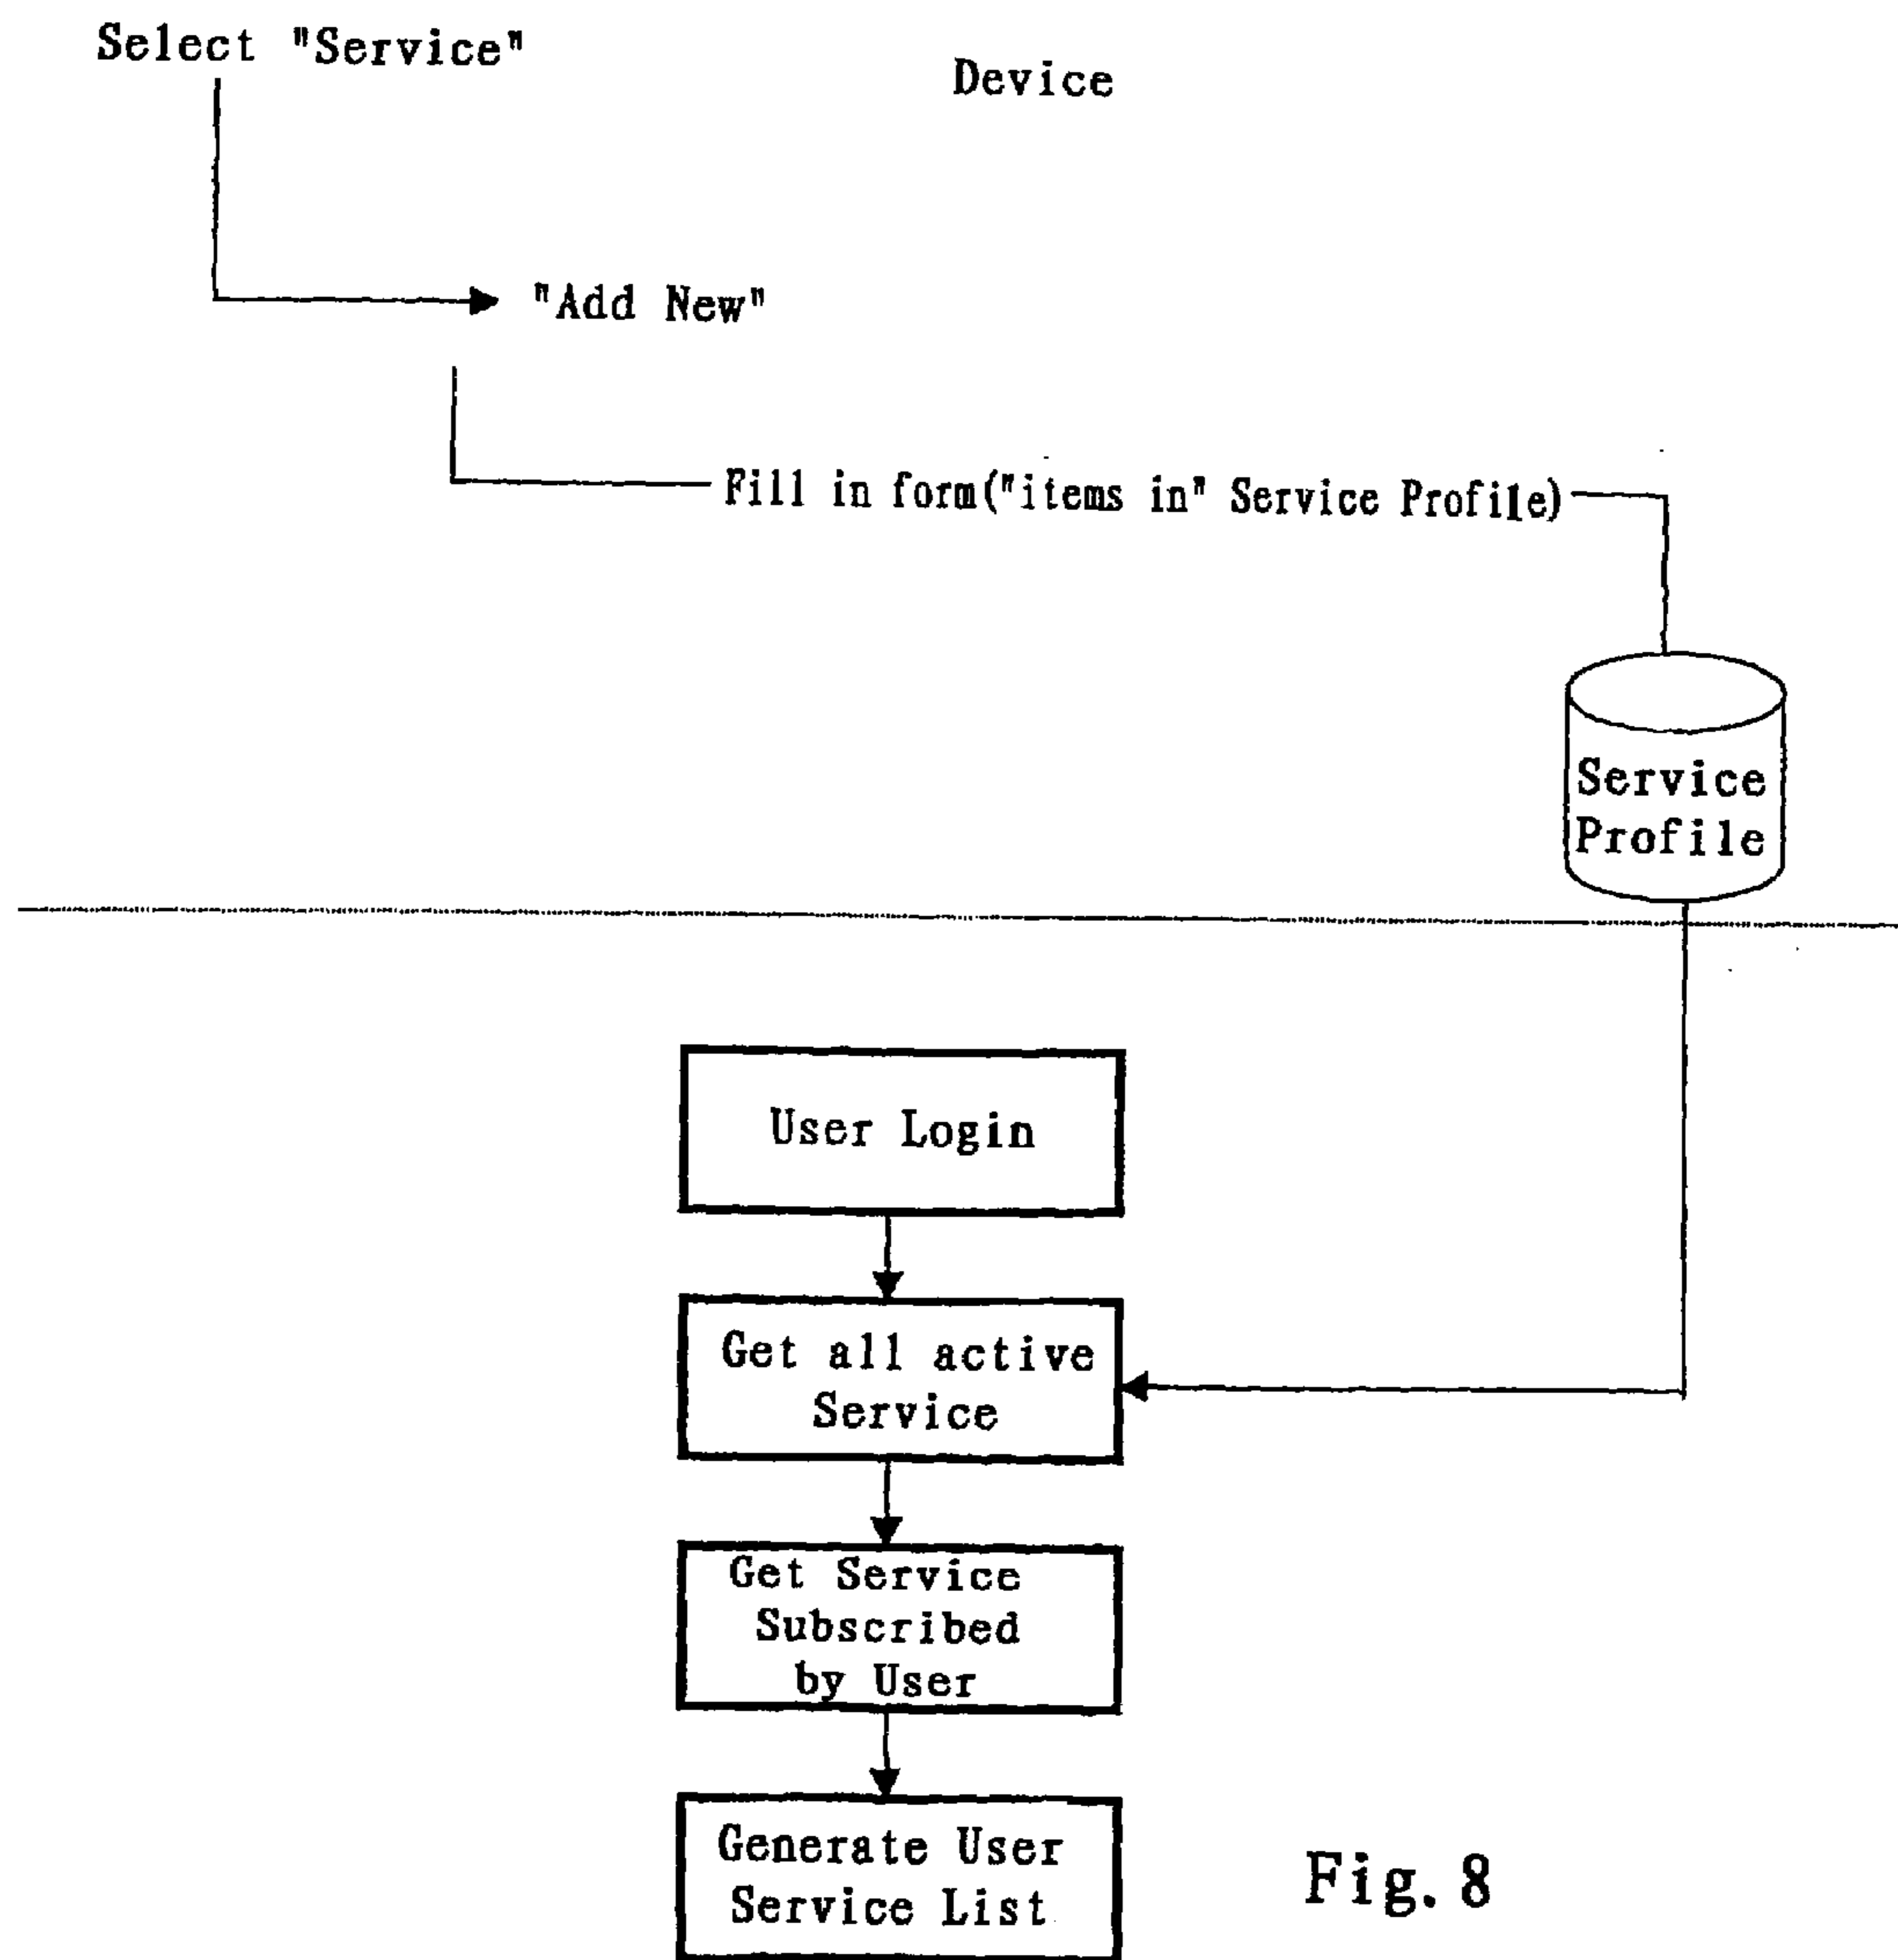 Select "Service"
Device
"Add New"
Fill in form("items in" Service Profile)
Service
Profile
User Login
Get all active
Service
Get Service
Subscribed
by User
Generate User
Service List
Fig. 8